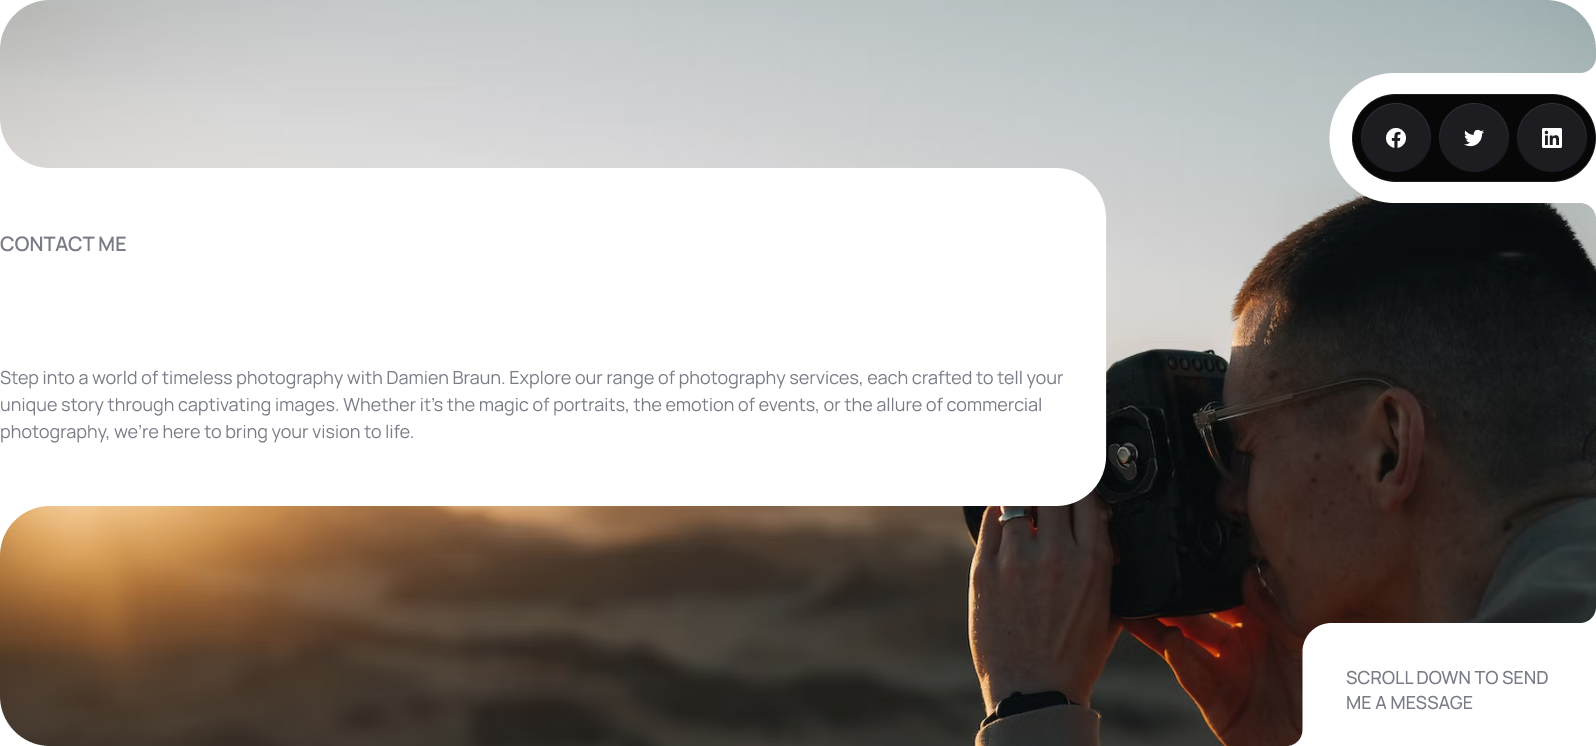 CONTACT ME
Step into a world of timeless photography with Damien Braun. Explore our range of photography services, each crafted to tell your
unique story through captivating images. Whether it's the magic of portraits, the emotion of events, or the allure of commercial
photography, we're here to bring your vision to life.
SCROLL DOWN TO SEND
ME A MESSAGE